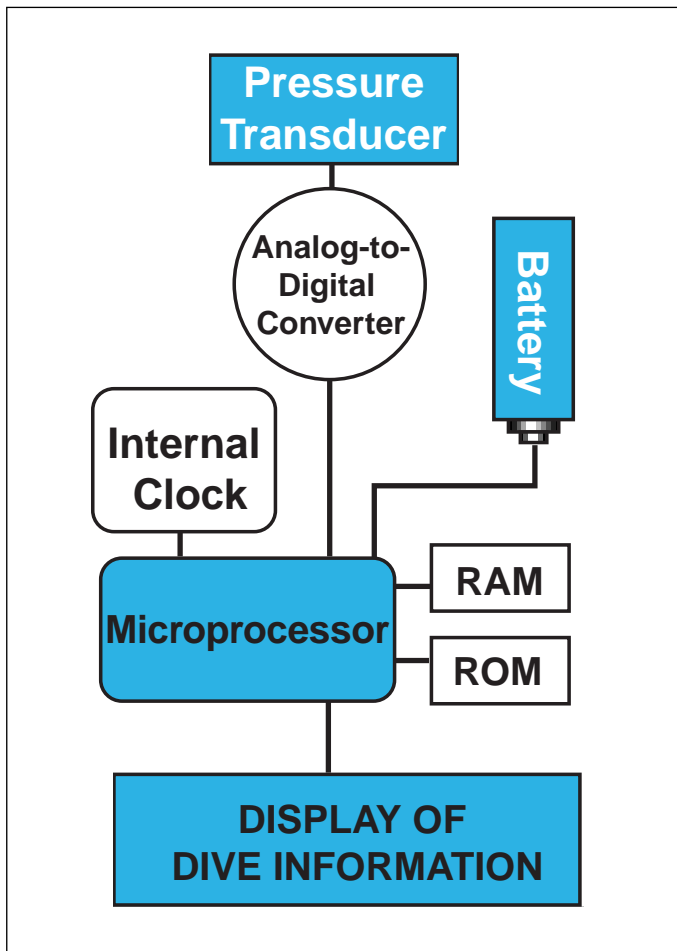 Pressure
Transducer
Analog-to-
Digital
Converter
Battery
Internal
Clock
RAM
Microprocessor
ROM
DISPLAY OF
DIVE INFORMATION